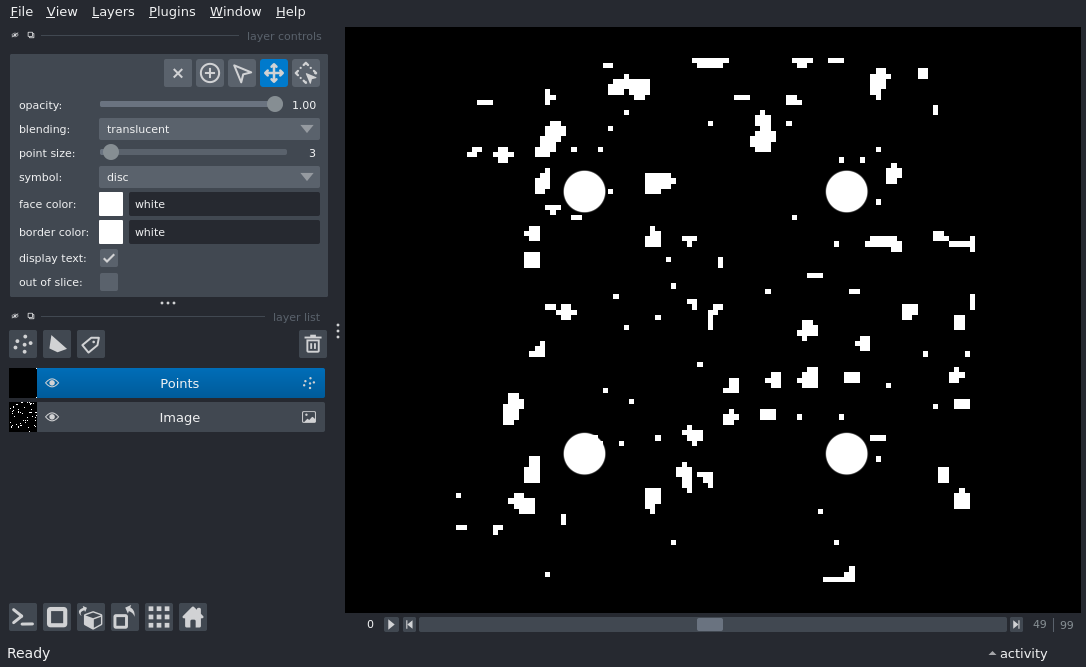 File View Layers Plugins Window Help
layer controls
opacity: 1.00
blending: translucent
point size: 3
symbol: disc
face color: white
border color: white
display text:
out of slice:
layer list
Points
Image
0 49 99
Ready activity